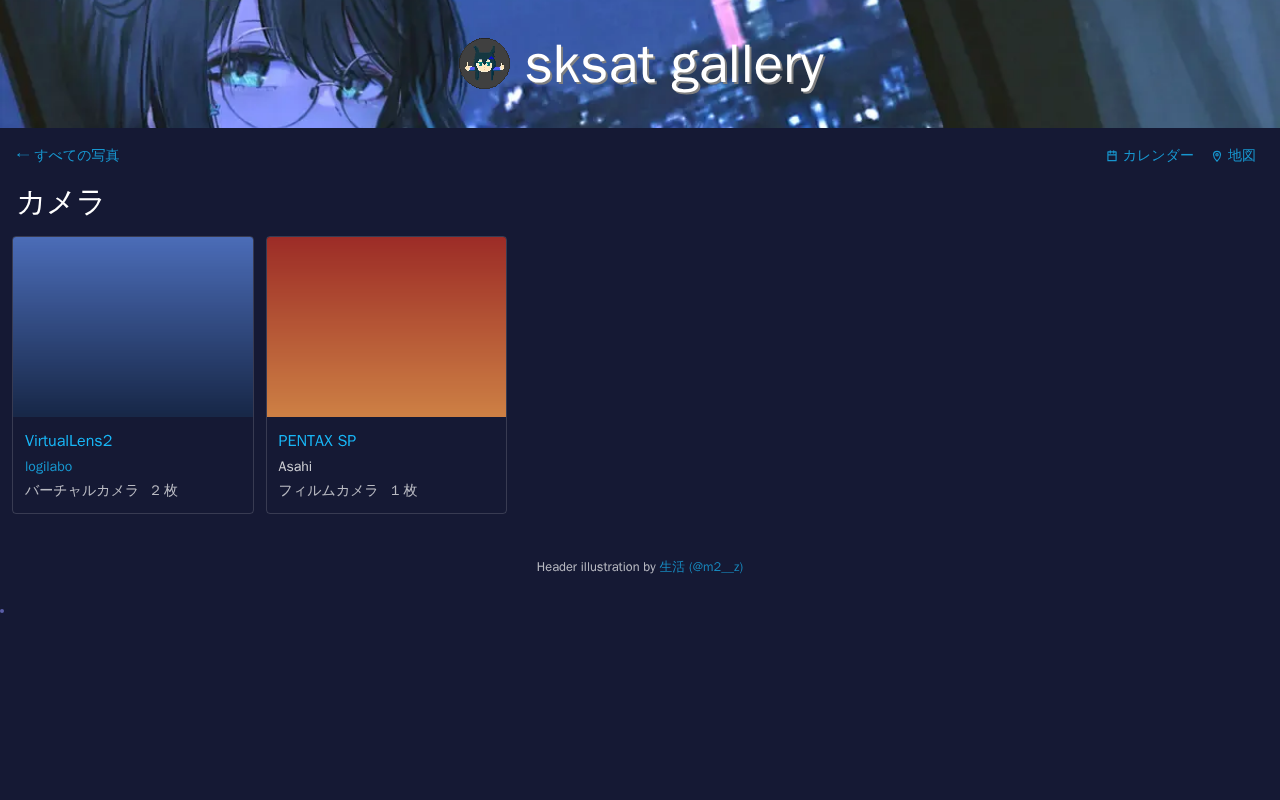 sksat gallery
← すべての写真
カレンダー 地図
カメラ
VirtualLens2
logilabo
バーチャルカメラ 2 枚
PENTAX SP
Asahi
フィルムカメラ 1 枚
Header illustration by 生活 (@m2__z)